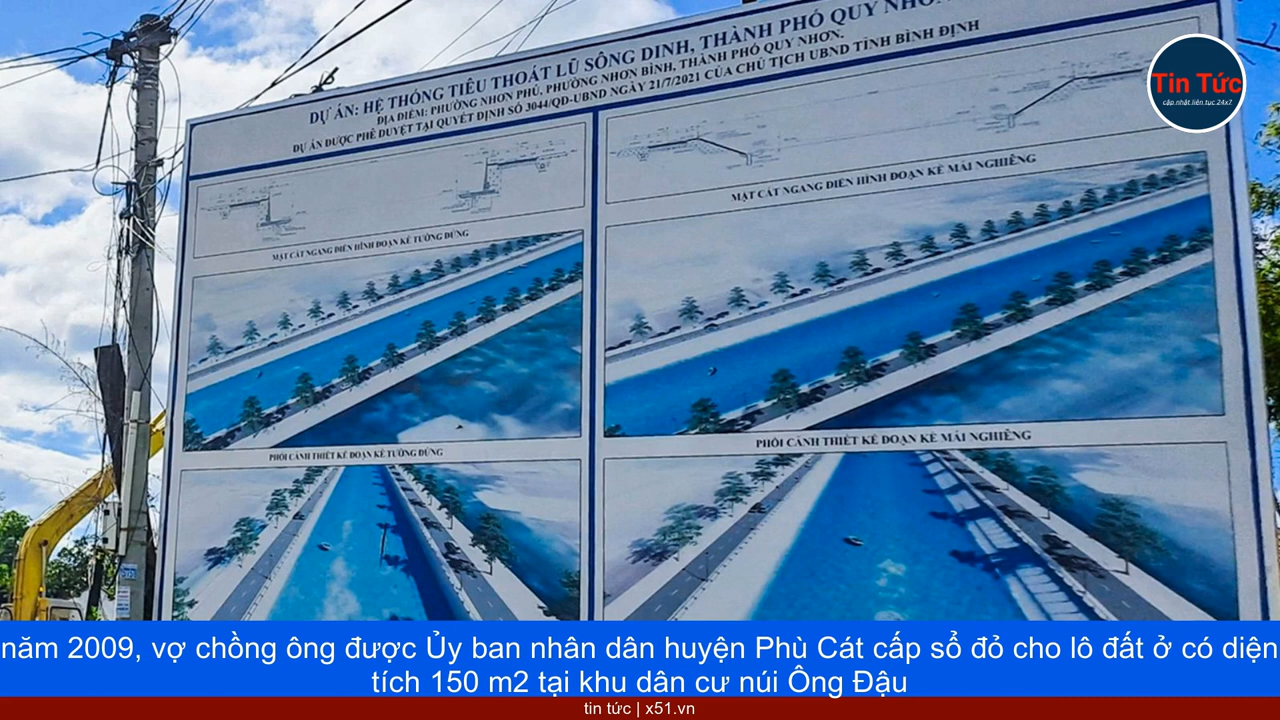 DỰ ÁN: HỆ THỐNG TIÊU THOÁT LŨ SÔNG DINH, THÀNH PHỐ QUY NHƠN
ĐỊA ĐIỂM: PHƯỜNG NHƠN PHÚ, PHƯỜNG NHƠN BÌNH, THÀNH PHỐ QUY NHƠN.
DỰ ÁN ĐƯỢC PHÊ DUYỆT TẠI QUYẾT ĐỊNH SỐ 3044/QĐ-UBND NGÀY 21/7/2021 CỦA CHỦ TỊCH UBND TỈNH BÌNH ĐỊNH
Tin Tức
cập nhật liên tục 24x7
MẶT CẮT NGANG ĐIỂN HÌNH ĐOẠN KÈ TƯỜNG ĐỨNG
MẶT CẮT NGANG ĐIỂN HÌNH ĐOẠN KÈ MÁI NGHIÊNG
PHỐI CẢNH THIẾT KẾ ĐOẠN KÈ TƯỜNG ĐỨNG
PHỐI CẢNH THIẾT KẾ ĐOẠN KÈ MÁI NGHIÊNG
năm 2009, vợ chồng ông được Ủy ban nhân dân huyện Phù Cát cấp sổ đỏ cho lô đất ở có diện
tích 150 m2 tại khu dân cư núi Ông Đậu
tin tức | x51.vn